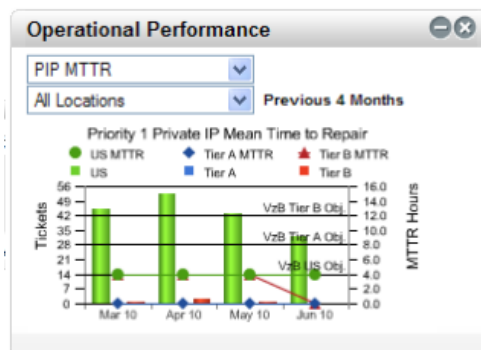 Operational Performance
PIP MTTR
All Locations Previous 4 Months
Priority 1 Private IP Mean Time to Repair
US MTTR Tier A MTTR Tier B MTTR
US Tier A Tier B
56 16.0
49 14.0
42 VzB Tier B Obj. 12.0
35 10.0
28 VzB Tier A Obj. 8.0
21 6.0
14 VzB US Obj. 4.0
7 2.0
0 0.0
Tickets
MTTR Hours
Mar 10 Apr 10 May 10 Jun 10